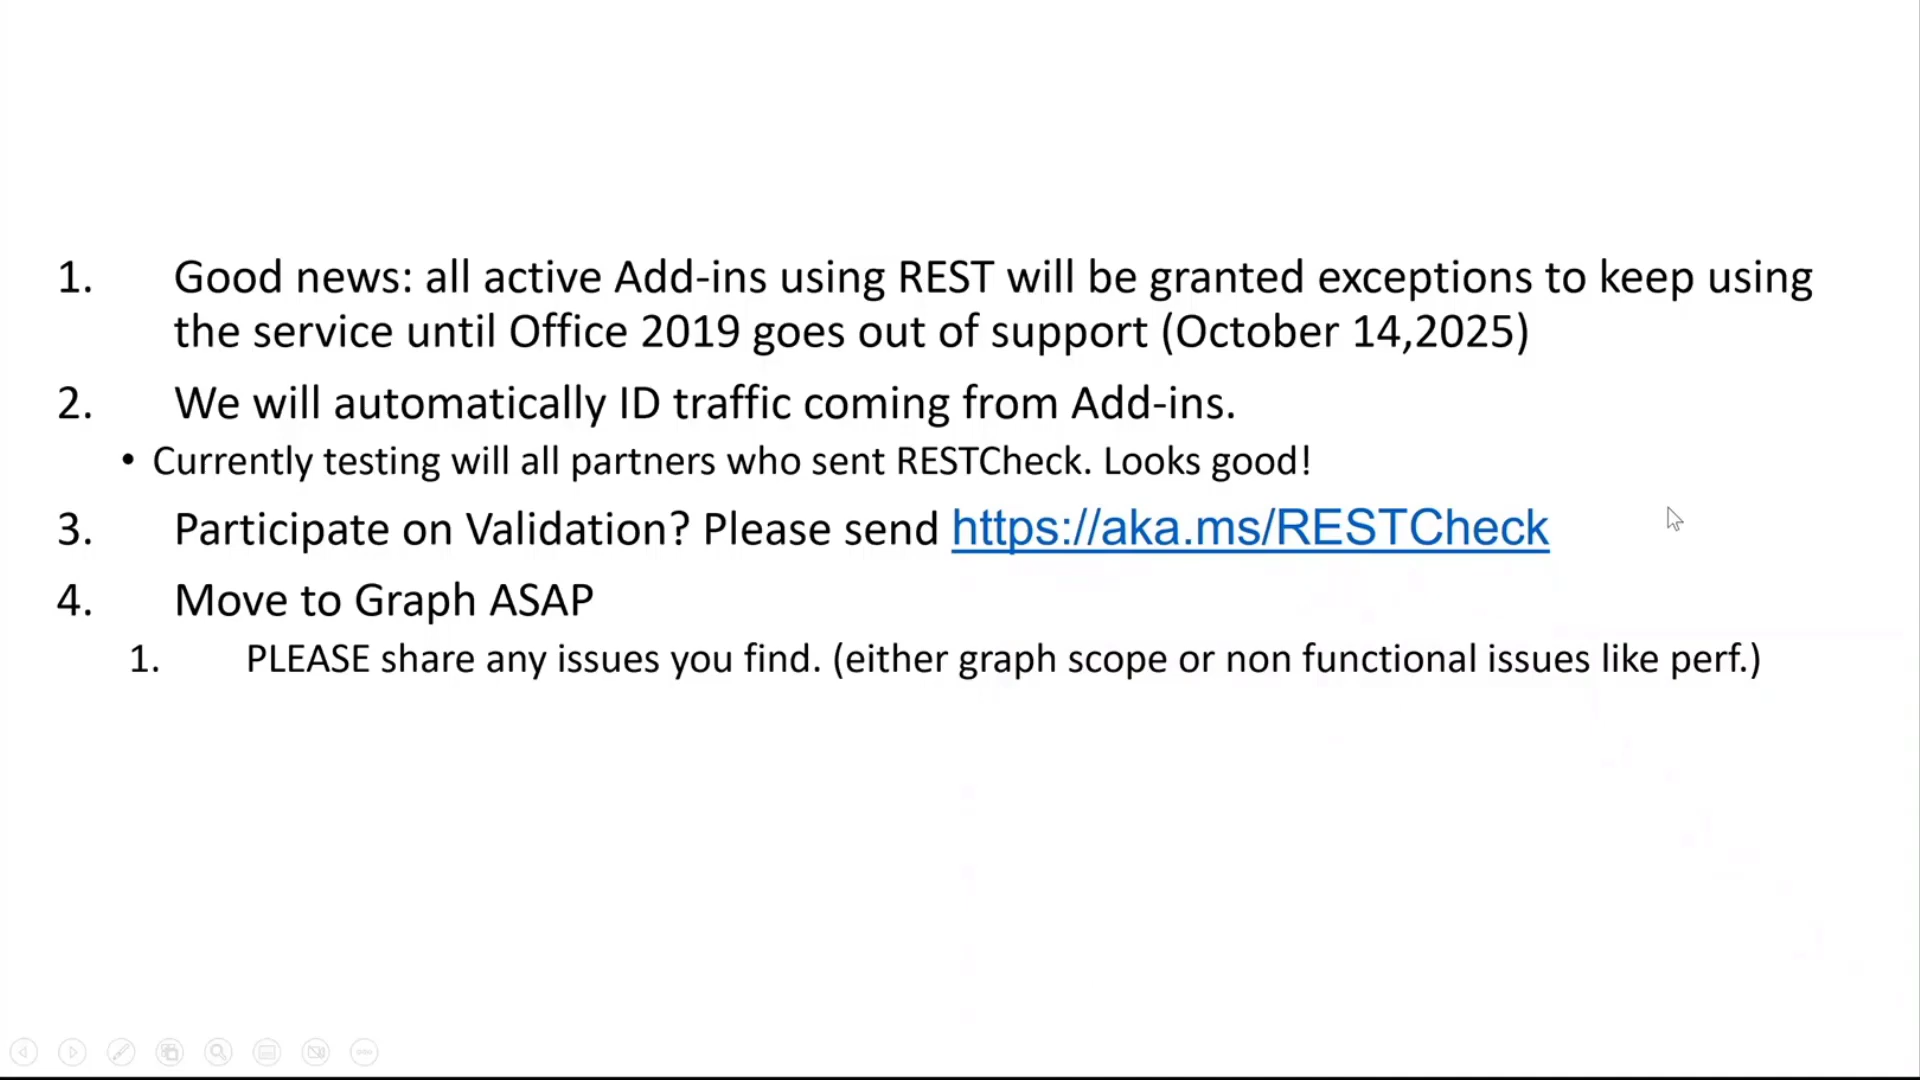 1. Good news: all active Add-ins using REST will be granted exceptions to keep using
the service until Office 2019 goes out of support (October 14,2025)
2. We will automatically ID traffic coming from Add-ins.
• Currently testing will all partners who sent RESTCheck. Looks good!
3. Participate on Validation? Please send https://aka.ms/RESTCheck
4. Move to Graph ASAP
1. PLEASE share any issues you find. (either graph scope or non functional issues like perf.)